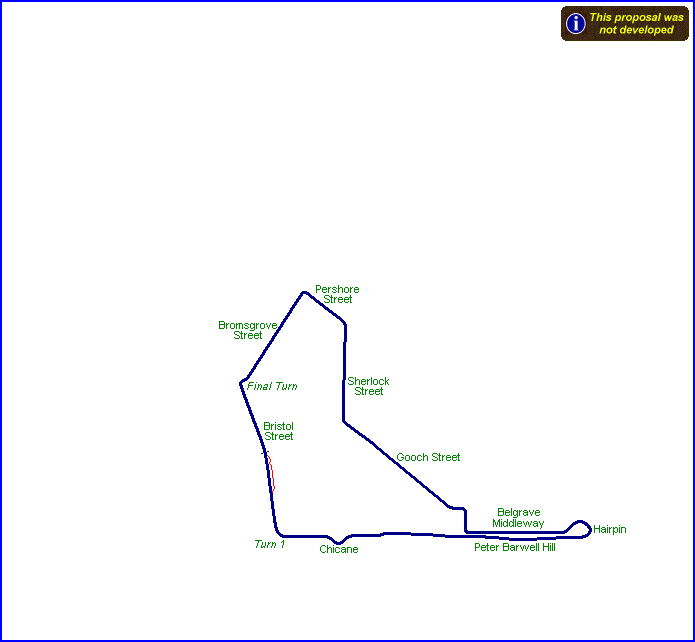 This proposal was
not developed
Pershore
Street
Bromsgrove
Street
Sherlock
Street
Final Turn
Bristol
Street
Gooch Street
Belgrave
Middleway
Hairpin
Turn 1
Chicane
Peter Barwell Hill